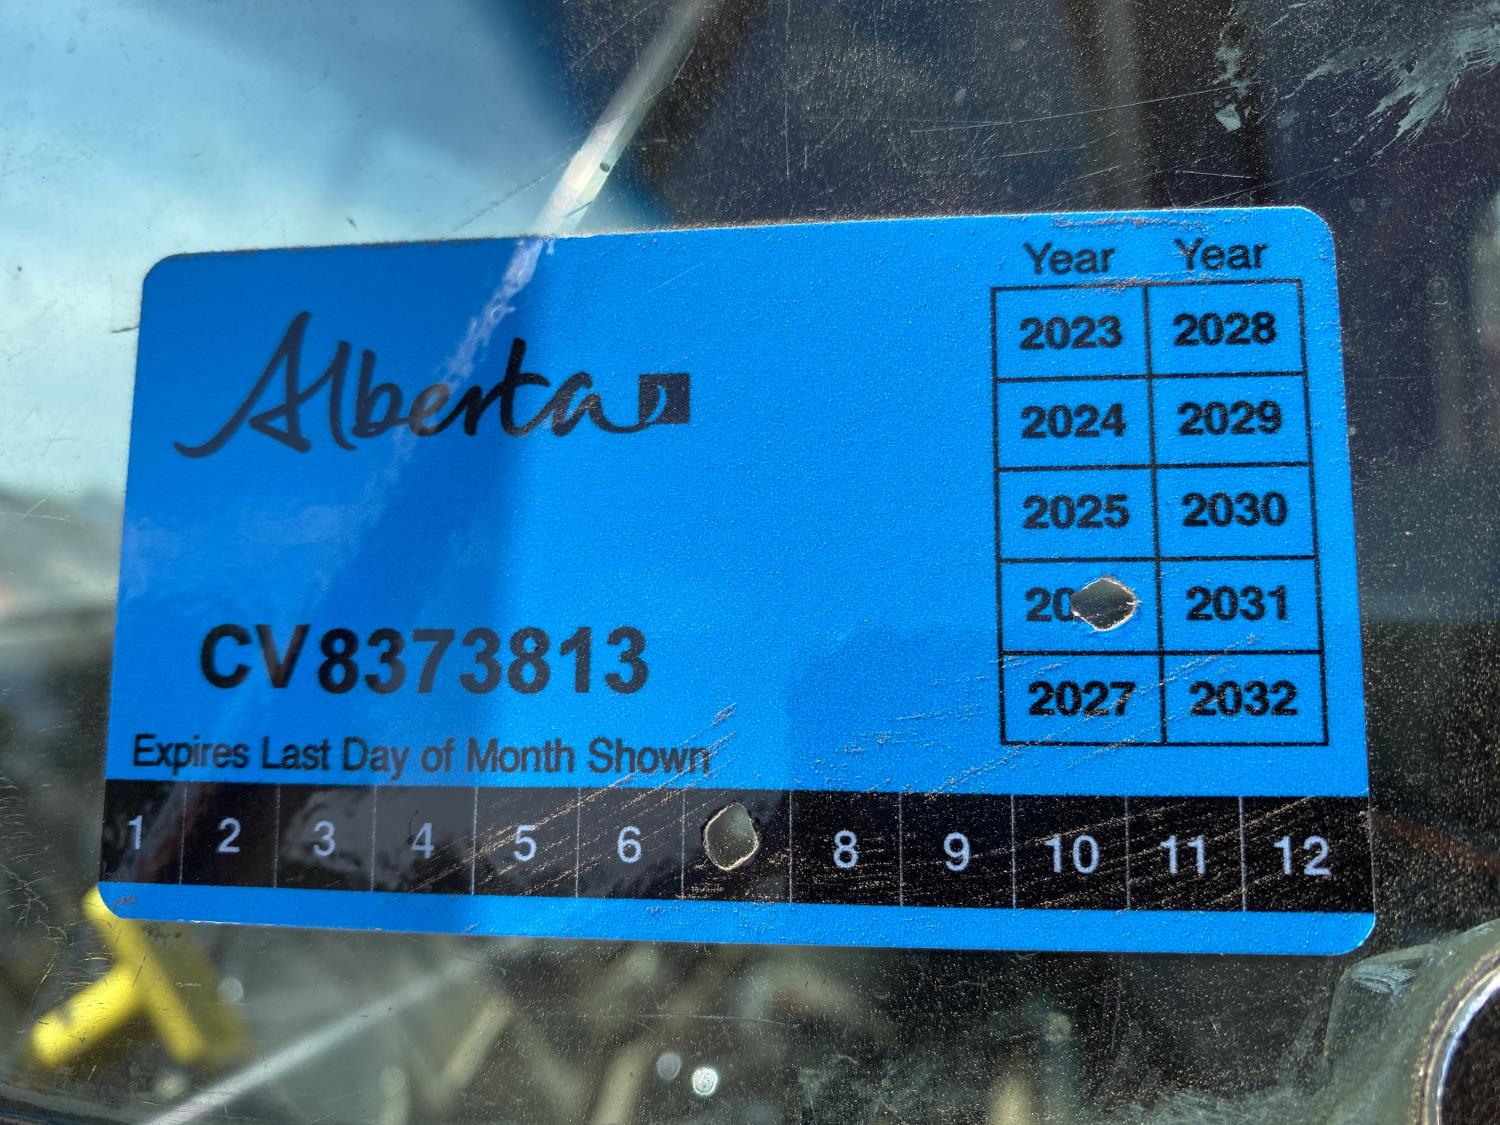 Alberta
Year Year
2023 2028
2024 2029
2025 2030
20 2031
2027 2032
CV8373813
Expires Last Day of Month Shown
1 2 3 4 5 6 8 9 10 11 12